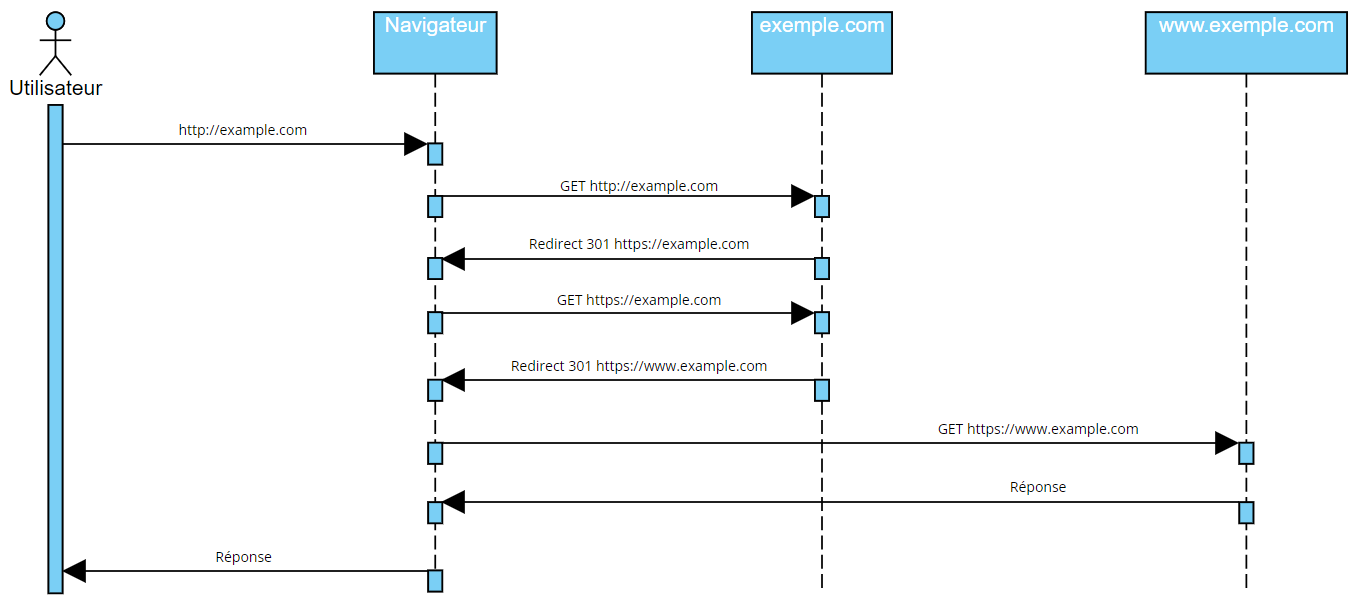 Utilisateur
Navigateur
exemple.com
www.exemple.com
http://example.com
GET http://example.com
Redirect 301 https://example.com
GET https://example.com
Redirect 301 https://www.example.com
GET https://www.example.com
Réponse
Réponse